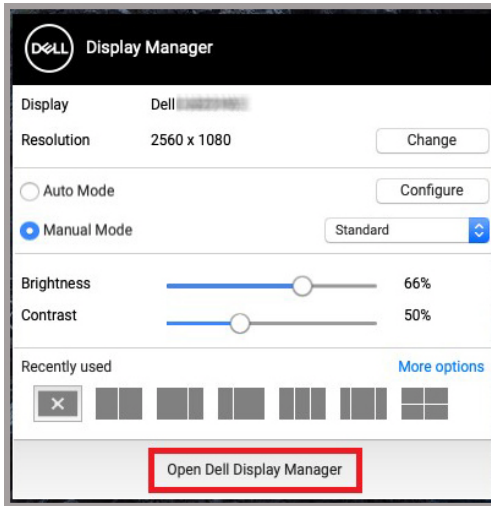 DELL Display Manager
Display Dell
Resolution 2560 x 1080 Change
Auto Mode Configure
Manual Mode Standard
Brightness 66%
Contrast 50%
Recently used More options
Open Dell Display Manager